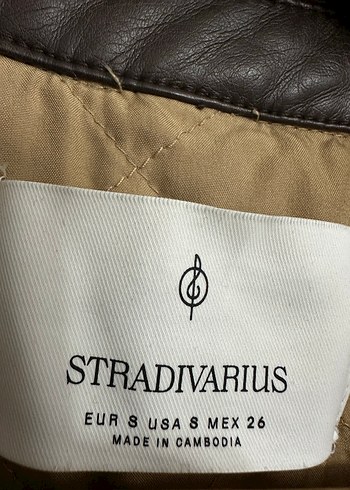 STRADIVARIUS
EUR S USA S MEX 26
MADE IN CAMBODIA